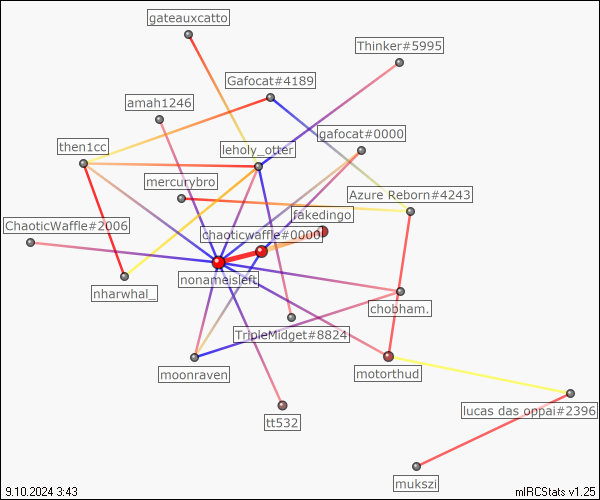 gateauxcatto
Thinker#5995
Gafocat#4189
amah1246
gafocat#0000
then1cc
leholy_otter
mercurybro
Azure Reborn#4243
fakedingo
ChaoticWaffle#2006
chaoticwaffle#0000
nonameisleft
nharwhal_
chobham.
TripleMidget#8824
moonraven
motorthud
lucas das oppai#2396
tt532
mukszi
9.10.2024 3:43
mIRCStats v1.25